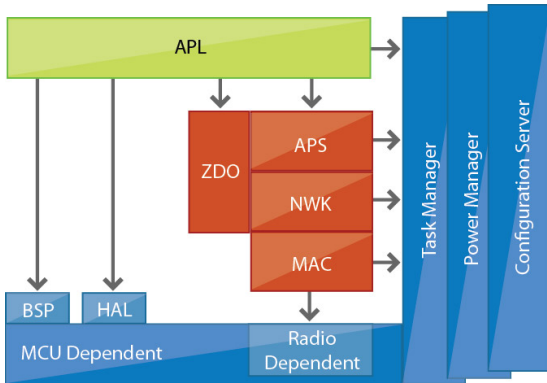 APL
ZDO
APS
NWK
MAC
BSP
HAL
MCU Dependent
Radio
Dependent
Task Manager
Power Manager
Configuration Server